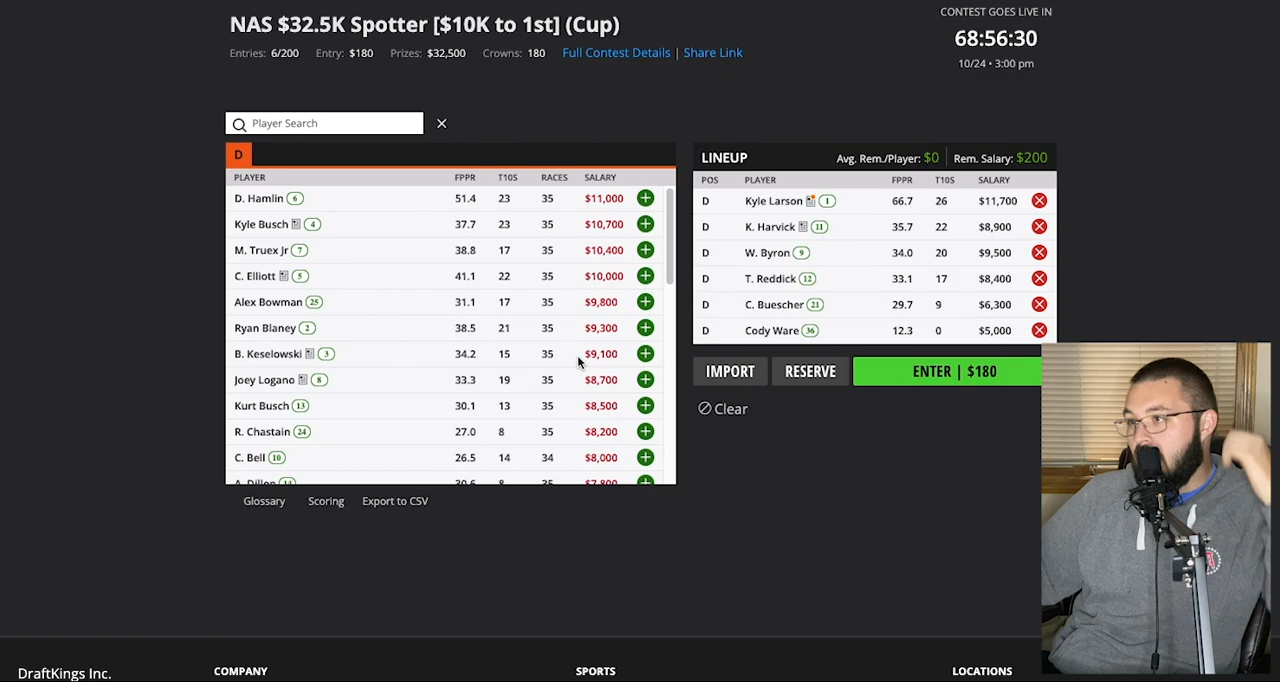 NAS $32.5K Spotter [$10K to 1st] (Cup)
Entries: 6/200 Entry: $180 Prizes: $32,500 Crowns: 180 Full Contest Details | Share Link
CONTEST GOES LIVE IN
68:56:30
10/24 • 3:00 pm
Player Search
D
PLAYER FPPR T10S RACES SALARY
D. Hamlin 6 51.4 23 35 $11,000
Kyle Busch 4 37.7 23 35 $10,700
M. Truex Jr 7 38.8 17 35 $10,400
C. Elliott 5 41.1 22 35 $10,000
Alex Bowman 25 31.1 17 35 $9,800
Ryan Blaney 2 38.5 21 35 $9,300
B. Keselowski 3 34.2 15 35 $9,100
Joey Logano 8 33.3 19 35 $8,700
Kurt Busch 13 30.1 13 35 $8,500
R. Chastain 24 27.0 8 35 $8,200
C. Bell 10 26.5 14 34 $8,000
A. Dillon 14 30.6 8 35 $7,800
Glossary Scoring Export to CSV
LINEUP Avg. Rem./Player: $0 Rem. Salary: $200
POS PLAYER FPPR T10S SALARY
D Kyle Larson 1 66.7 26 $11,700
D K. Harvick 11 35.7 22 $8,900
D W. Byron 9 34.0 20 $9,500
D T. Reddick 12 33.1 17 $8,400
D C. Buescher 21 29.7 9 $6,300
D Cody Ware 36 12.3 0 $5,000
IMPORT RESERVE ENTER | $180
Clear
DraftKings Inc. COMPANY SPORTS LOCATIONS